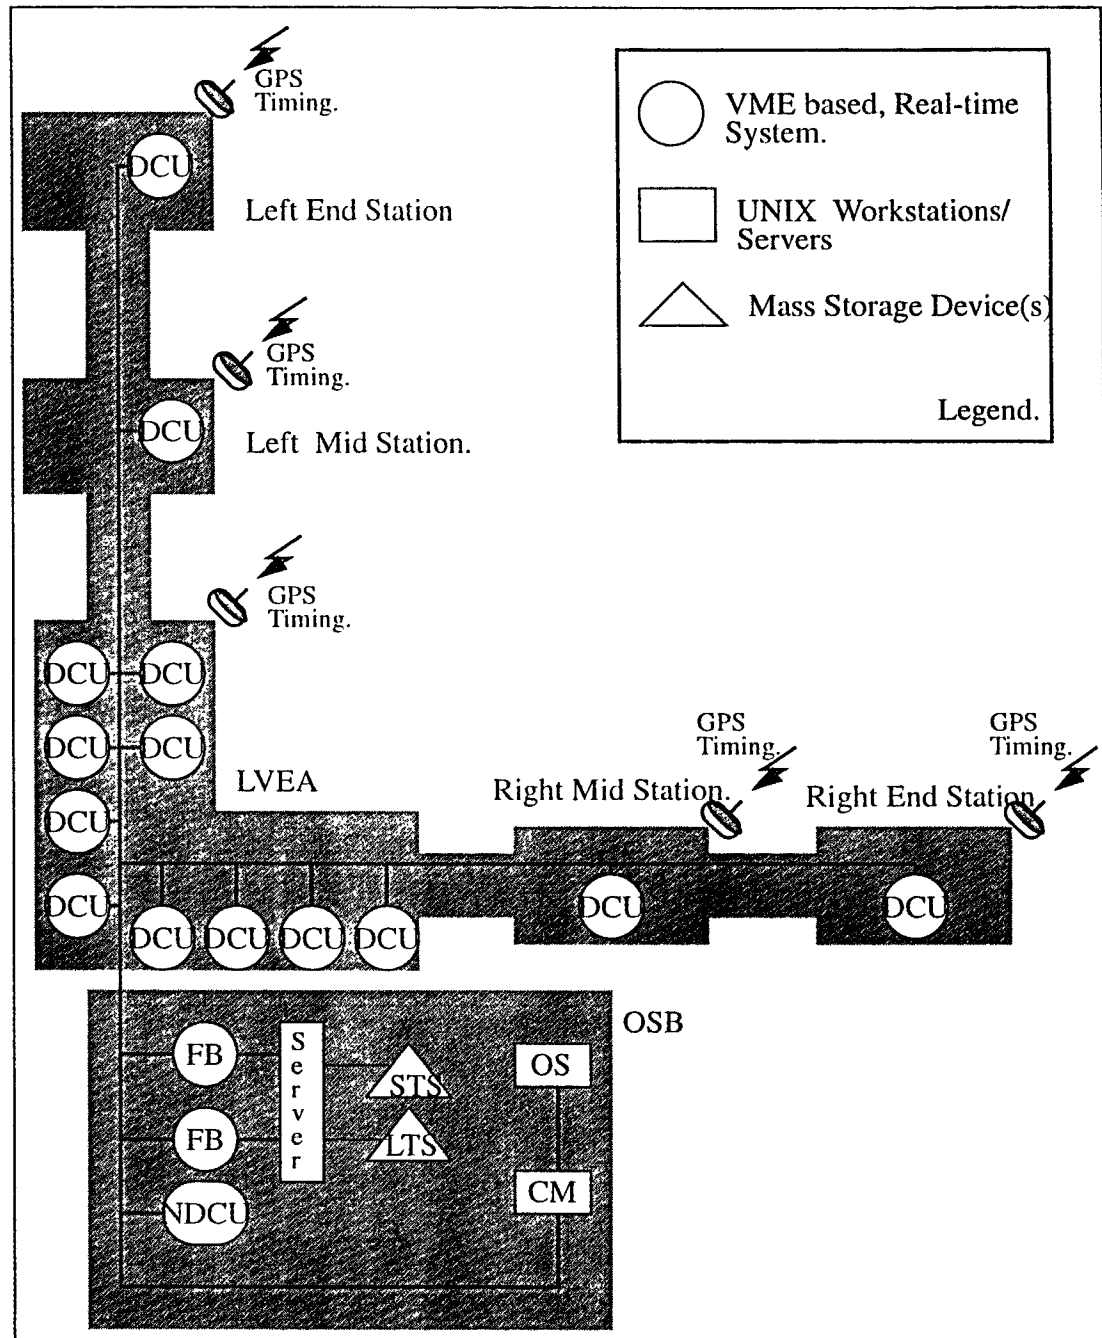 GPS
Timing.
DCU
Left End Station
VME based, Real-time
System.
UNIX Workstations/
Servers
Mass Storage Device(s)
Legend.
GPS
Timing.
DCU
Left Mid Station.
GPS
Timing.
DCU
DCU
DCU
DCU
DCU
DCU
LVEA
GPS
Timing.
GPS
Timing.
Right Mid Station.
Right End Station
DCU
DCU
DCU
DCU
DCU
DCU
OSB
FB
FB
NDCU
Server
STS
LTS
OS
CM